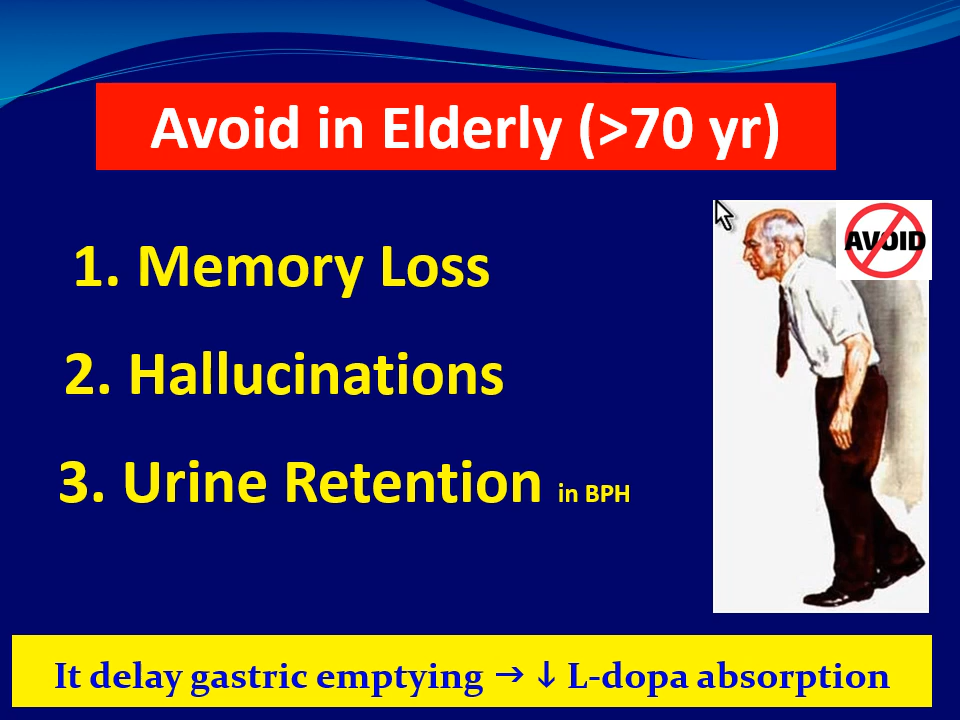 Avoid in Elderly (>70 yr)
AVOID
1. Memory Loss
2. Hallucinations
3. Urine Retention in BPH
It delay gastric emptying → ↓ L-dopa absorption